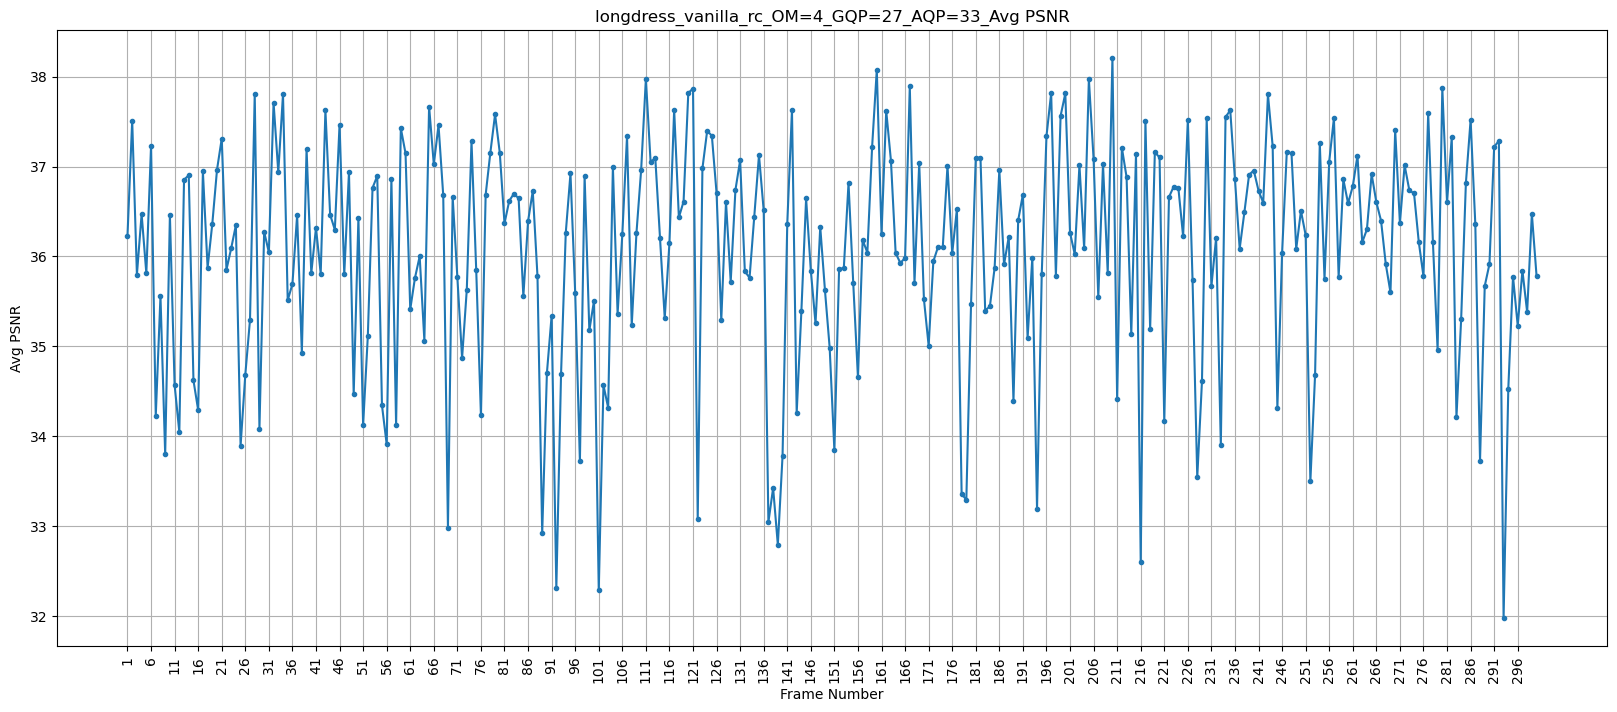 longdress_vanilla_rc_OM=4_GQP=27_AQP=33_Avg PSNR
38
37
36
35
34
33
32
Avg PSNR
1 6 11 16 21 26 31 36 41 46 51 56 61 66 71 76 81 86 91 96 101 106 111 116 121 126 131 136 141 146 151 156 161 166 171 176 181 186 191 196 201 206 211 216 221 226 231 236 241 246 251 256 261 266 271 276 281 286 291 296
Frame Number